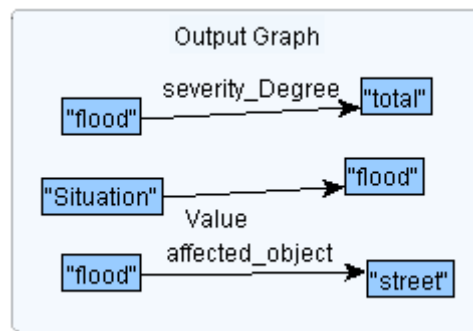 Output Graph
severity_Degree
"flood" "total"
"Situation" "flood"
Value
affected_object
"flood" "street"